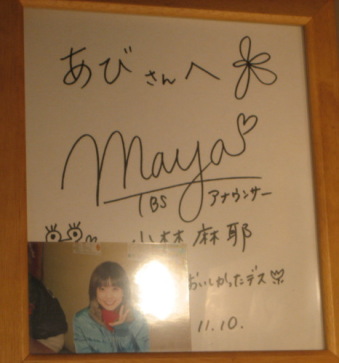 あびさんへ
Maya
TBS アナウンサー
小林麻耶
おいしかったデス
11.10.